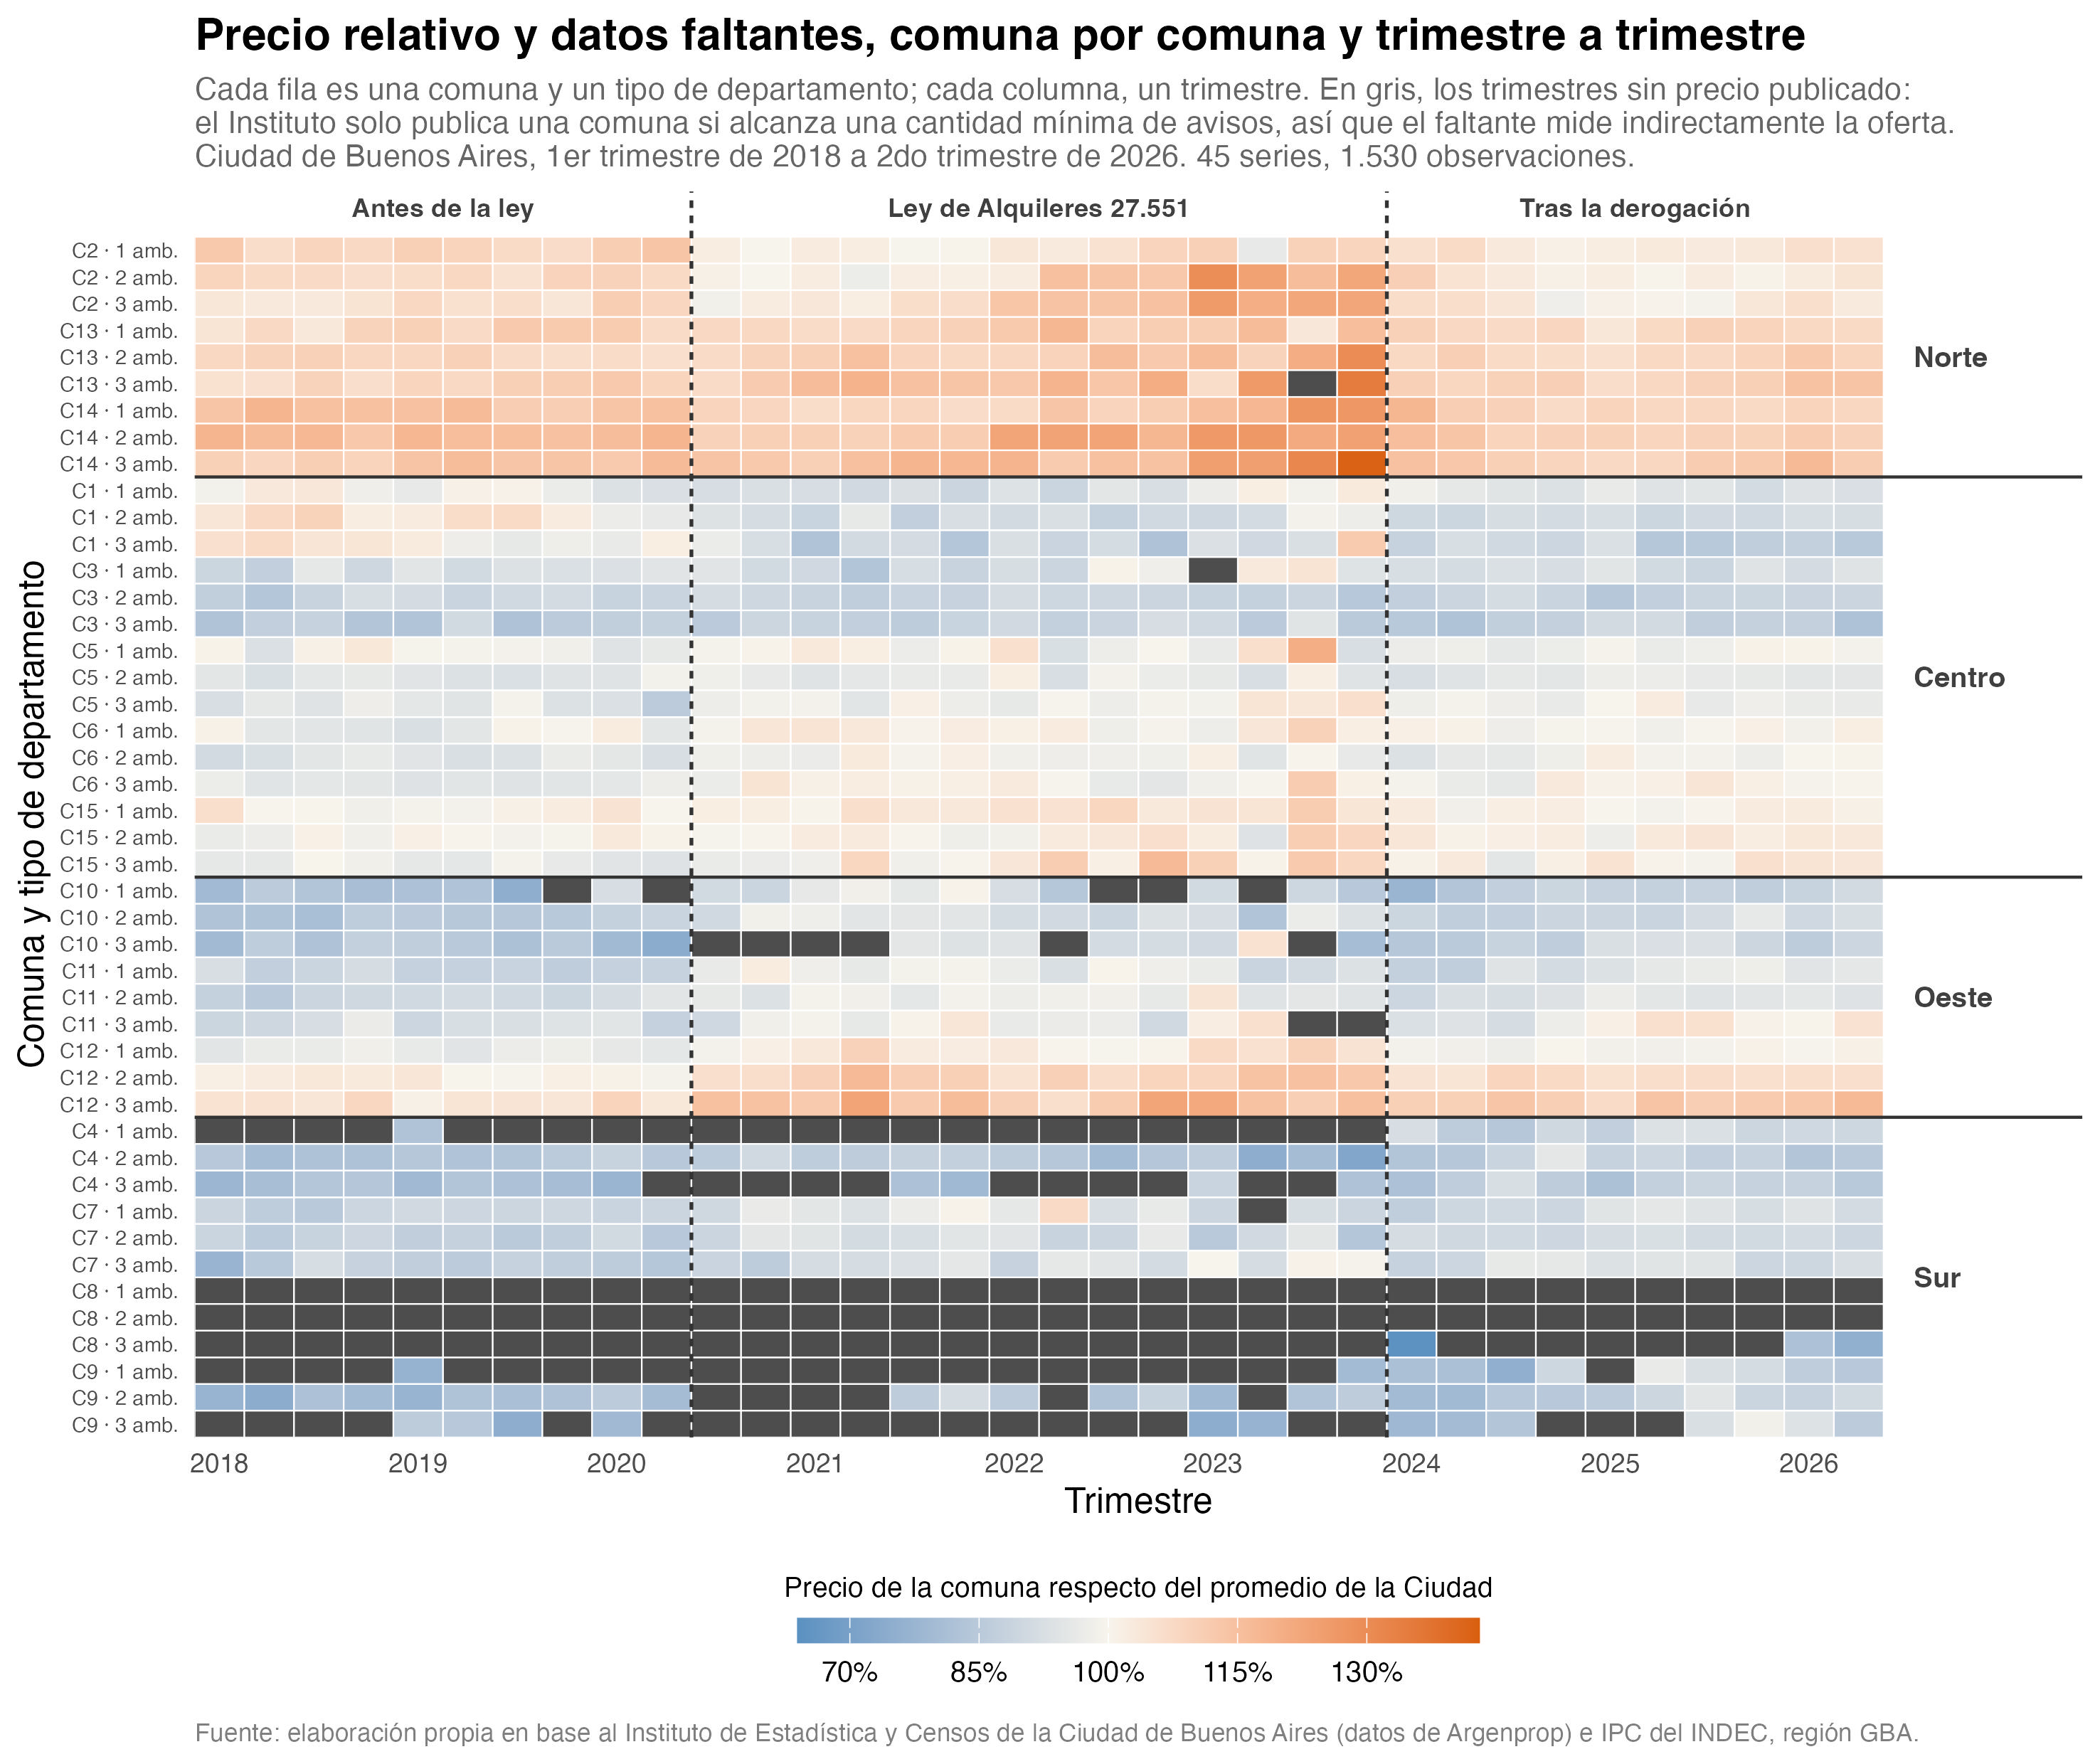 Precio relativo y datos faltantes, comuna por comuna y trimestre a trimestre
Cada fila es una comuna y un tipo de departamento; cada columna, un trimestre. En gris, los trimestres sin precio publicado:
el Instituto solo publica una comuna si alcanza una cantidad mínima de avisos, así que el faltante mide indirectamente la oferta.
Ciudad de Buenos Aires, 1er trimestre de 2018 a 2do trimestre de 2026. 45 series, 1.530 observaciones.
Antes de la ley
Ley de Alquileres 27.551
Tras la derogación
Comuna y tipo de departamento
C2 · 1 amb.
C2 · 2 amb.
C2 · 3 amb.
C13 · 1 amb.
C13 · 2 amb.
C13 · 3 amb.
C14 · 1 amb.
C14 · 2 amb.
C14 · 3 amb.
Norte
C1 · 1 amb.
C1 · 2 amb.
C1 · 3 amb.
C3 · 1 amb.
C3 · 2 amb.
C3 · 3 amb.
C5 · 1 amb.
C5 · 2 amb.
C5 · 3 amb.
C6 · 1 amb.
C6 · 2 amb.
C6 · 3 amb.
C15 · 1 amb.
C15 · 2 amb.
C15 · 3 amb.
Centro
C10 · 1 amb.
C10 · 2 amb.
C10 · 3 amb.
C11 · 1 amb.
C11 · 2 amb.
C11 · 3 amb.
C12 · 1 amb.
C12 · 2 amb.
C12 · 3 amb.
Oeste
C4 · 1 amb.
C4 · 2 amb.
C4 · 3 amb.
C7 · 1 amb.
C7 · 2 amb.
C7 · 3 amb.
C8 · 1 amb.
C8 · 2 amb.
C8 · 3 amb.
C9 · 1 amb.
C9 · 2 amb.
C9 · 3 amb.
Sur
2018 2019 2020 2021 2022 2023 2024 2025 2026
Trimestre
Precio de la comuna respecto del promedio de la Ciudad
70% 85% 100% 115% 130%
Fuente: elaboración propia en base al Instituto de Estadística y Censos de la Ciudad de Buenos Aires (datos de Argenprop) e IPC del INDEC, región GBA.